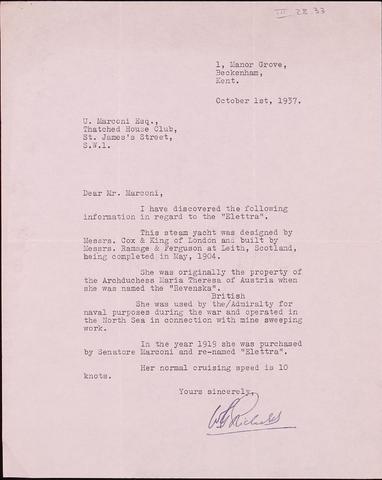 III 28 33
1, Manor Grove,
Beckenham,
Kent.
October 1st, 1937.
U. Marconi Esq.,
Thatched House Club,
St. James's Street,
S.W.1.
Dear Mr. Marconi,
I have discovered the following
information in regard to the "Elettra".
This steam yacht was designed by
Messrs. Cox & King of London and built by
Messrs. Ramage & Ferguson at Leith, Scotland,
being completed in May, 1904.
She was originally the property of
the Archduchess Maria Theresa of Austria when
she was named the "Revenska".
British
She was used by the/Admiralty for
naval purposes during the war and operated in
the North Sea in connection with mine sweeping
work.
In the year 1919 she was purchased
by Senatore Marconi and re-named "Elettra".
Her normal cruising speed is 10
knots.
Yours sincerely,